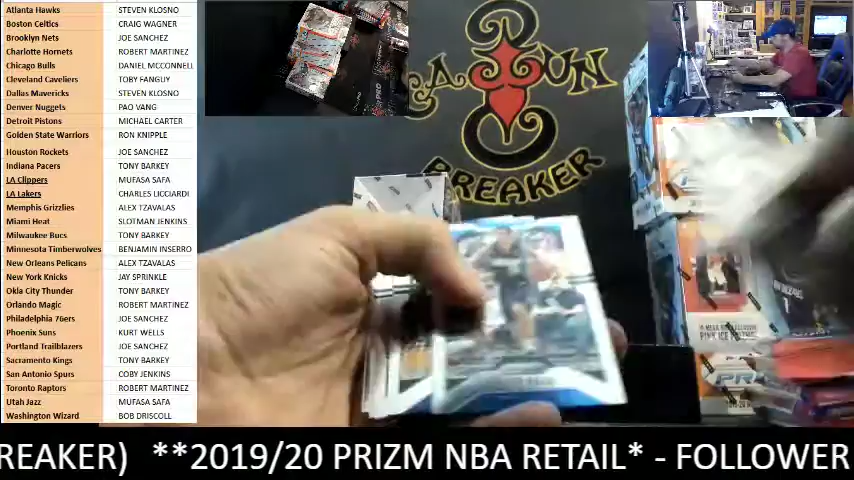 Atlanta Hawks STEVEN KLOSNO
Boston Celtics CRAIG WAGNER
Brooklyn Nets JOE SANCHEZ
Charlotte Hornets ROBERT MARTINEZ
Chicago Bulls DANIEL MCCONNELL
Cleveland Cavaliers TOBY FANGUY
Dallas Mavericks STEVEN KLOSNO
Denver Nuggets PAO VANG
Detroit Pistons MICHAEL CARTER
Golden State Warriors RON KNIPPLE
Houston Rockets JOE SANCHEZ
Indiana Pacers TONY BARKEY
LA Clippers MUFASA SAFA
LA Lakers CHARLES LICCIARDI
Memphis Grizzlies ALEX TZAVALAS
Miami Heat SLOTMAN JENKINS
Milwaukee Bucs TONY BARKEY
Minnesota Timberwolves BENJAMIN INSERRO
New Orleans Pelicans ALEX TZAVALAS
New York Knicks JAY SPRINKLE
Okla City Thunder TONY BARKEY
Orlando Magic ROBERT MARTINEZ
Philadelphia 76ers JOE SANCHEZ
Phoenix Suns KURT WELLS
Portland Trailblazers JOE SANCHEZ
Sacramento Kings TONY BARKEY
San Antonio Spurs COBY JENKINS
Toronto Raptors ROBERT MARTINEZ
Utah Jazz MUFASA SAFA
Washington Wizard BOB DRISCOLL
BREAKER
PINK ICE
REAKER) **2019/20 PRIZM NBA RETAIL* - FOLLOWER